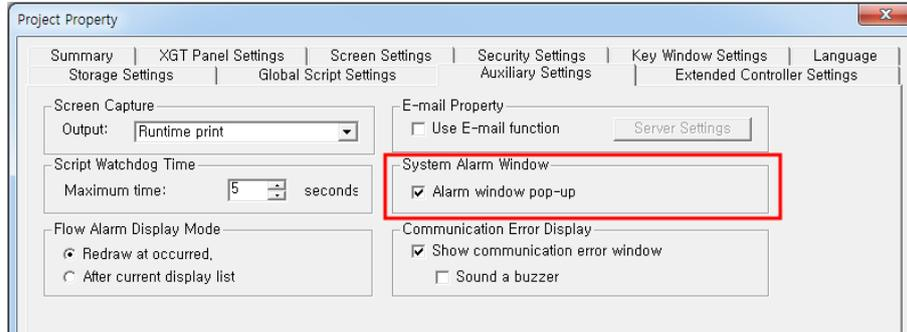 Project Property
Summary XGT Panel Settings Screen Settings Security Settings Key Window Settings Language
Storage Settings Global Script Settings Auxiliary Settings Extended Controller Settings
Screen Capture
Output: Runtime print
E-mail Property
Use E-mail function Server Settings
Script Watchdog Time
Maximum time: 5 seconds
System Alarm Window
Alarm window pop-up
Flow Alarm Display Mode
Redraw at occurred,
After current display list
Communication Error Display
Show communication error window
Sound a buzzer